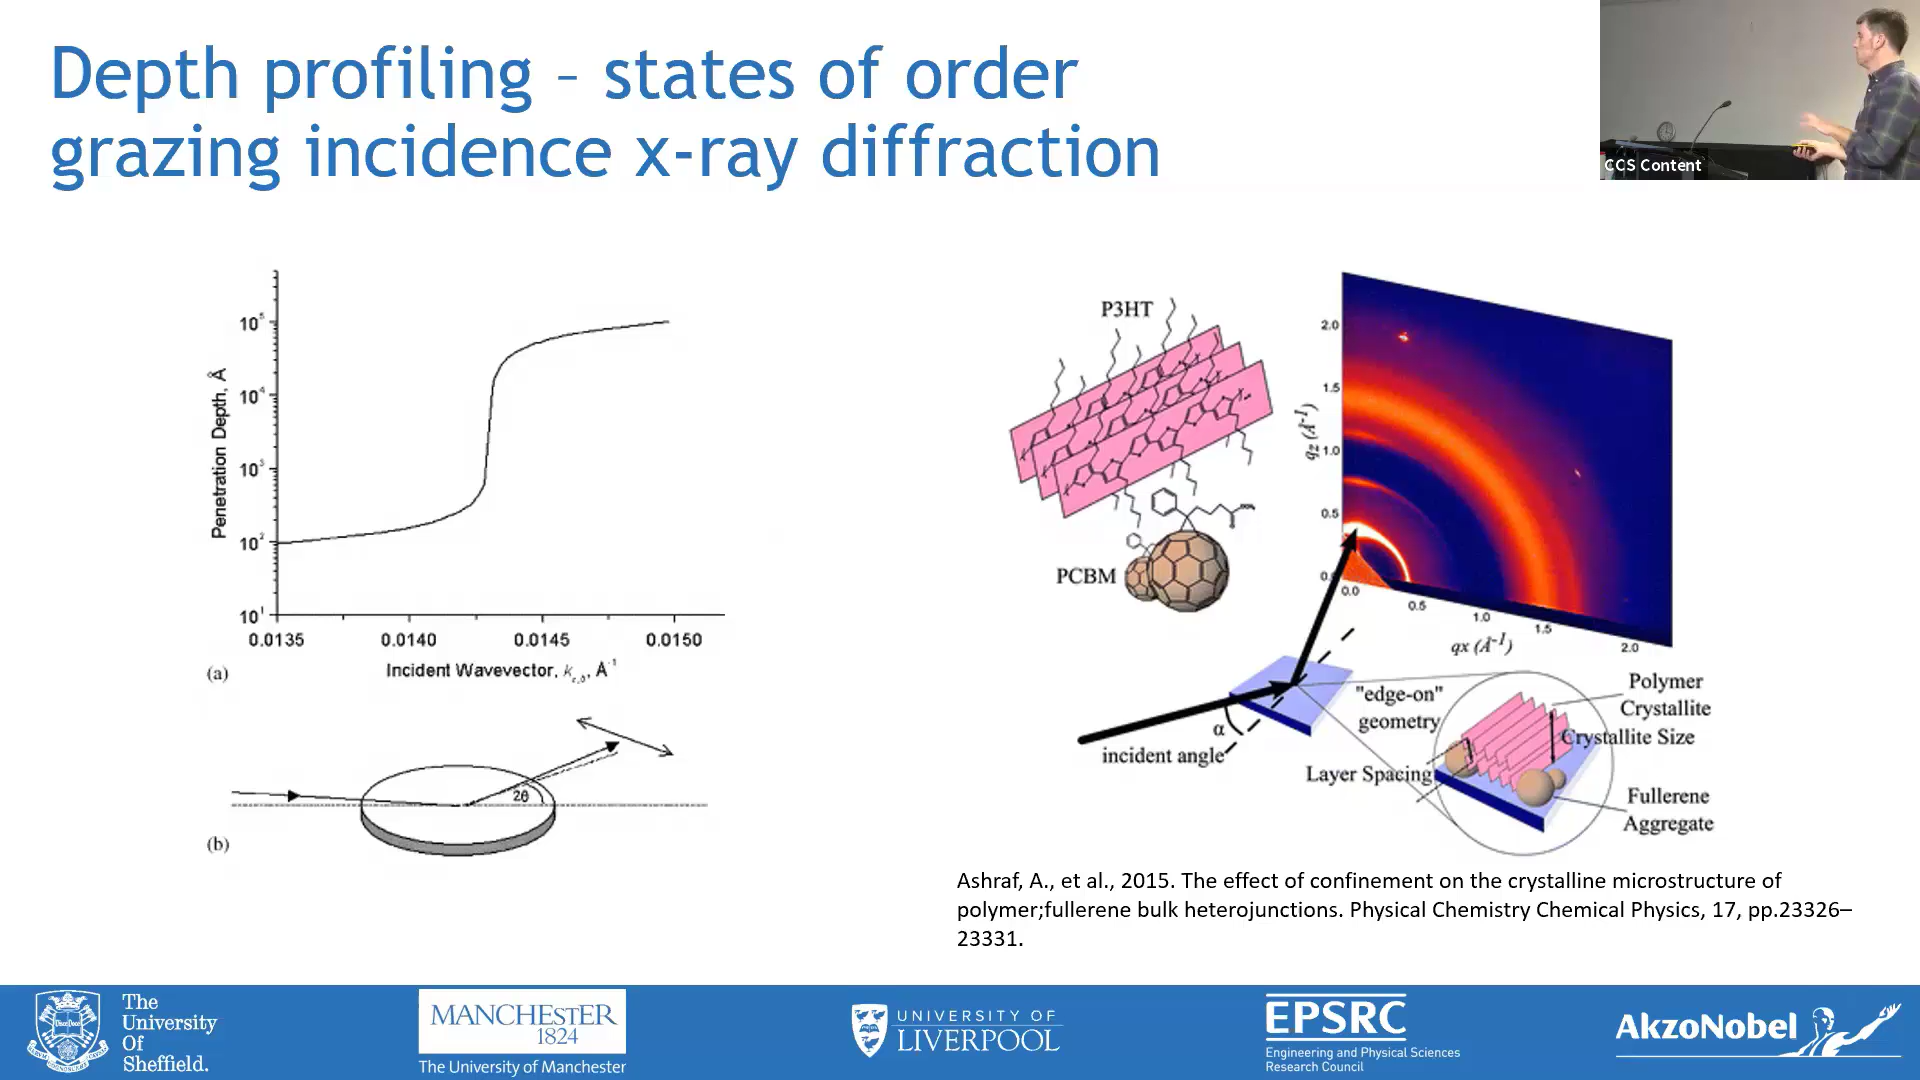 Depth profiling – states of order
grazing incidence x-ray diffraction
CCS Content
Penetration Depth, Å
10⁵
10⁴
10³
10²
10¹
0.0135
0.0140
0.0145
0.0150
(a)
Incident Wavevector, Å⁻¹
2θ
(b)
P3HT
PCBM
qz (Å⁻¹)
2.0
1.5
1.0
0.5
0.0
0.5
1.0
1.5
2.0
qx (Å⁻¹)
α
incident angle
"edge-on"
geometry
Polymer
Crystallite
Crystallite Size
Layer Spacing
Fullerene
Aggregate
Ashraf, A., et al., 2015. The effect of confinement on the crystalline microstructure of
polymer;fullerene bulk heterojunctions. Physical Chemistry Chemical Physics, 17, pp.23326–
23331.
The
University
Of
Sheffield.
MANCHESTER
1824
The University of Manchester
UNIVERSITY OF
LIVERPOOL
EPSRC
Engineering and Physical Sciences
Research Council
AkzoNobel